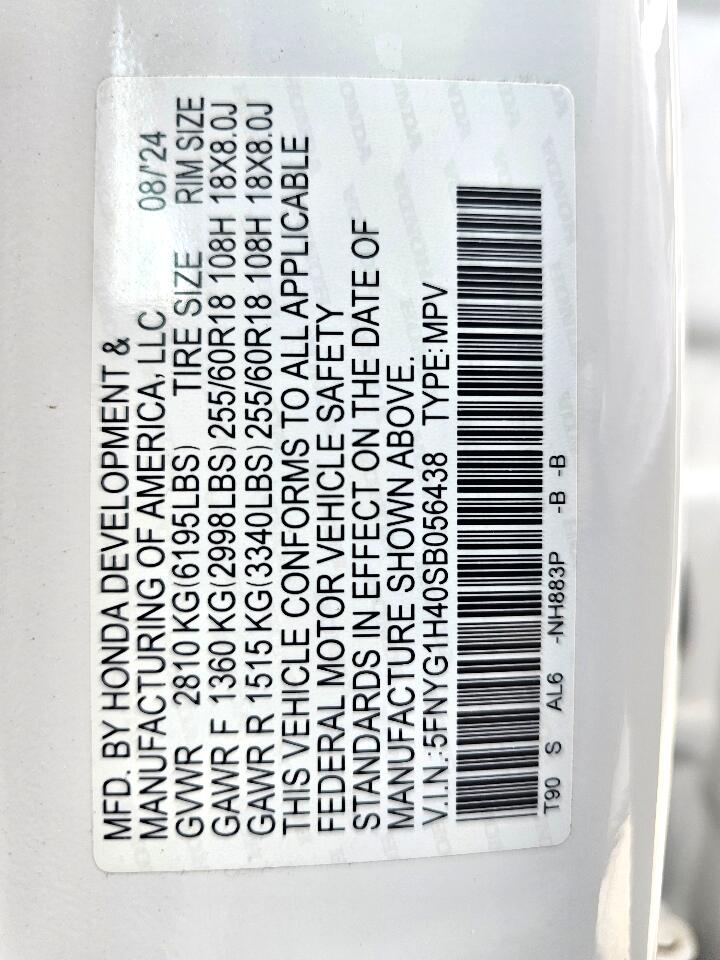 MFD. BY HONDA DEVELOPMENT &
MANUFACTURING OF AMERICA, LLC 08/'24
GVWR 2810 KG(6195LBS) TIRE SIZE RIM SIZE
GAWR F 1360 KG(2998LBS) 255/60R18 108H 18X8.0J
GAWR R 1515 KG(3340LBS) 255/60R18 108H 18X8.0J
THIS VEHICLE CONFORMS TO ALL APPLICABLE
FEDERAL MOTOR VEHICLE SAFETY
STANDARDS IN EFFECT ON THE DATE OF
MANUFACTURE SHOWN ABOVE.
V.I.N.:5FNYG1H40SB056438 TYPE:MPV
T90 S AL6 -NH883P -B -B